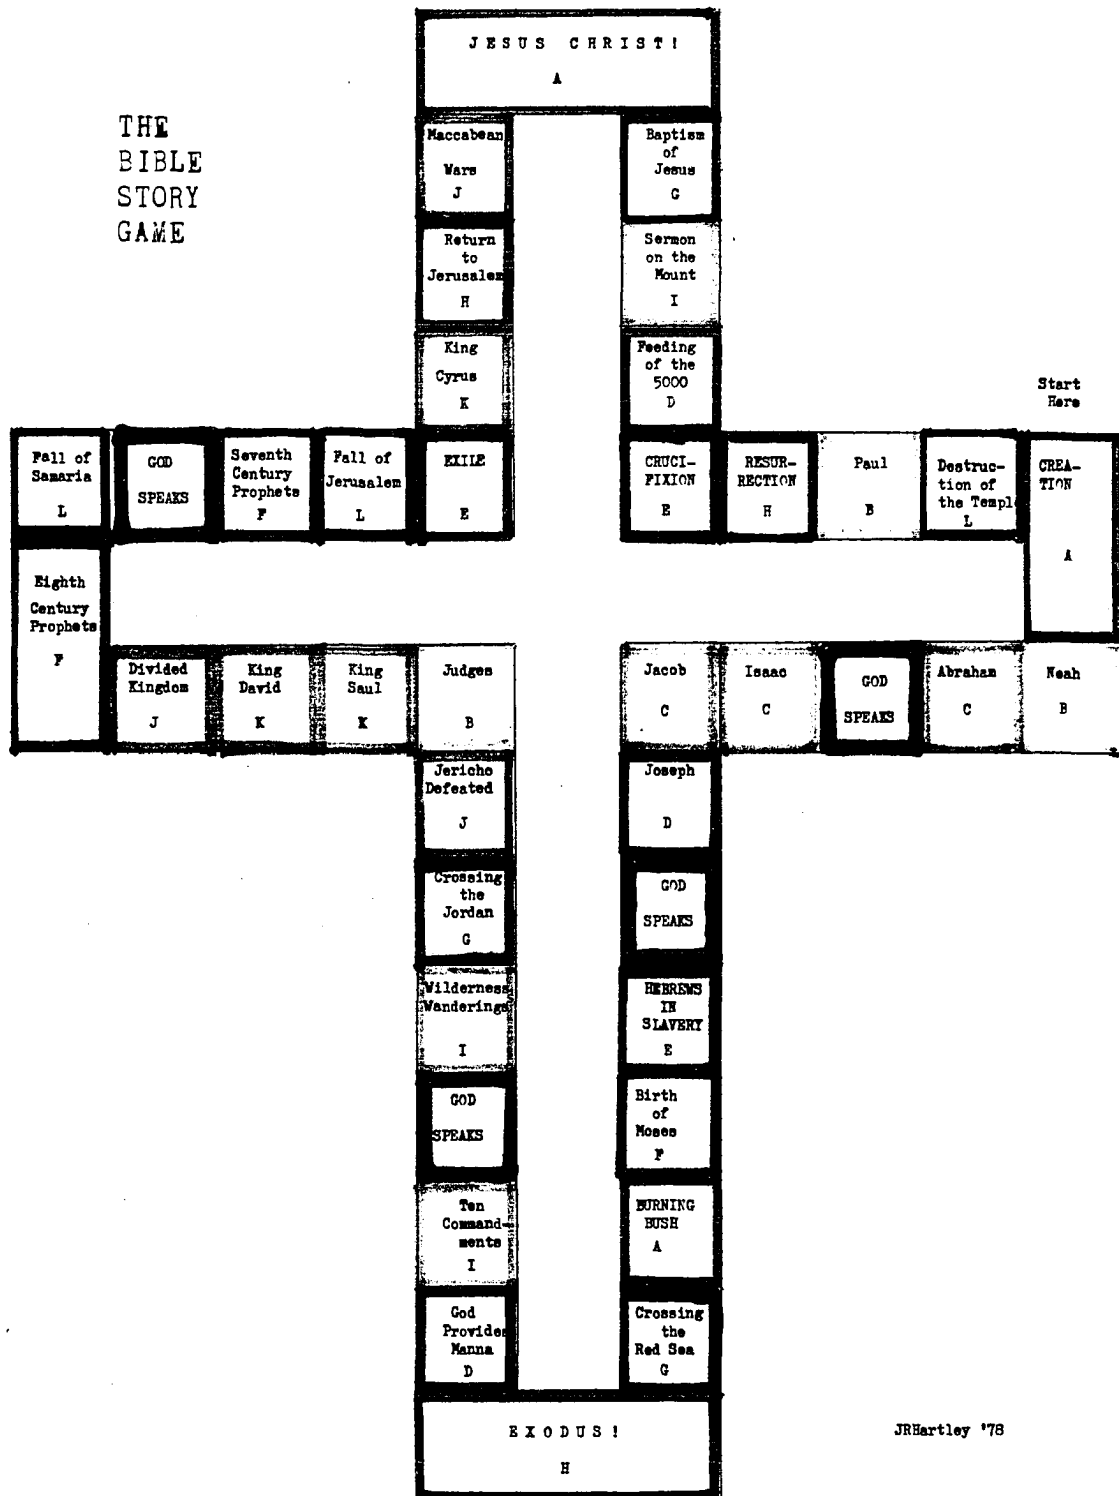 JESUS CHRIST!
A
THE
BIBLE
STORY
GAME
Maccabean
Wars
J
Baptism
of
Jesus
G
Return
to
Jerusalem
H
Sermon
on the
Mount
I
King
Cyrus
K
Feeding
of the
5000
D
Start
Here
Fall of
Samaria
L
GOD
SPEAKS
Seventh
Century
Prophets
F
Fall of
Jerusalem
L
EXILE
E
CRUCI-
FIXION
E
RESUR-
RECTION
H
Paul
B
Destruc-
tion of
the Temple
L
CREA-
TION
A
Eighth
Century
Prophets
F
Divided
Kingdom
J
King
David
K
King
Saul
K
Judges
B
Jacob
C
Isaac
C
GOD
SPEAKS
Abraham
C
Noah
B
Jericho
Defeated
J
Joseph
D
Crossing
the
Jordan
G
GOD
SPEAKS
Wilderness
Wanderings
I
HEBREWS
IN
SLAVERY
E
GOD
SPEAKS
Birth
of
Moses
F
Ten
Command-
ments
I
BURNING
BUSH
A
God
Provides
Manna
D
Crossing
the
Red Sea
G
EXODUS!
H
JRHartley '78